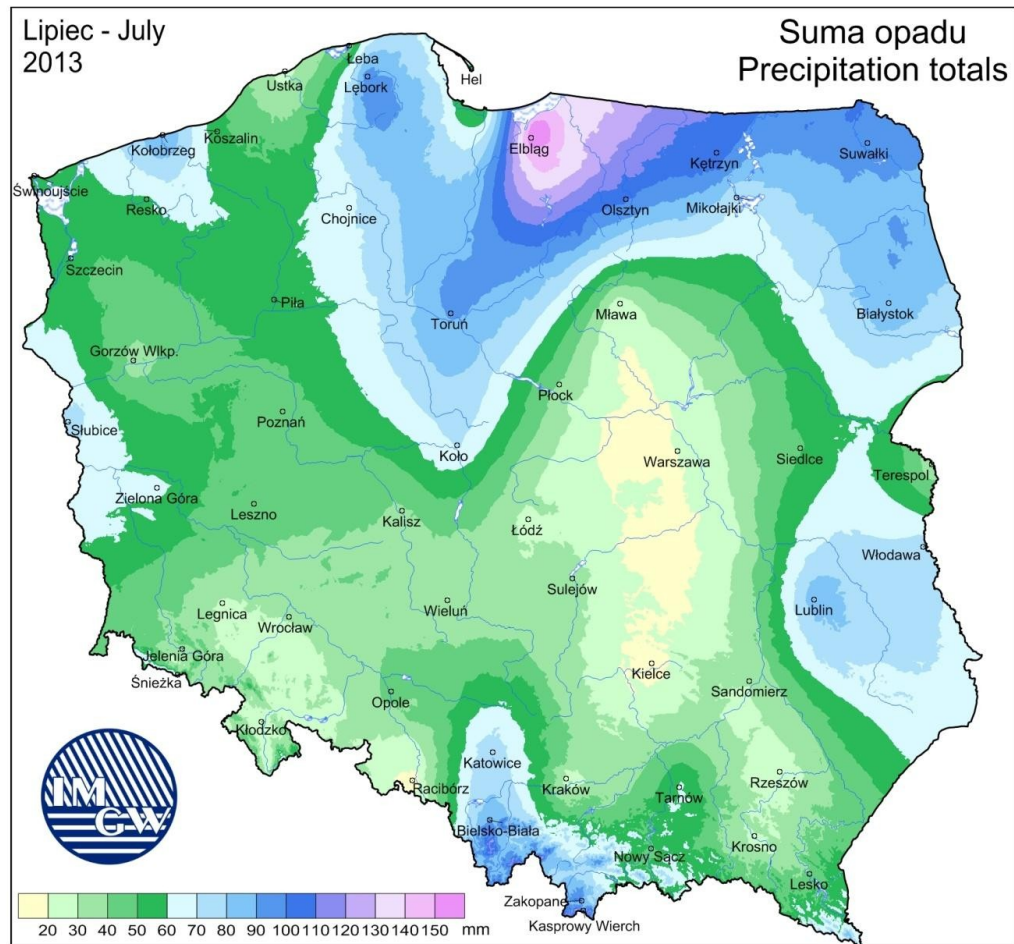 Lipiec - July
2013
Suma opadu
Precipitation totals
Łeba
Hel
Ustka
Lębork
Koszalin
Kołobrzeg
Elbląg
Kętrzyn
Suwałki
Świnoujście
Resko
Chojnice
Olsztyn
Mikołajki
Szczecin
Piła
Toruń
Mława
Białystok
Gorzów Wlkp.
Płock
Poznań
Słubice
Koło
Warszawa
Siedlce
Terespol
Zielona Góra
Leszno
Kalisz
Łódź
Włodawa
Sulejów
Legnica
Wrocław
Wieluń
Lublin
Jelenia Góra
Śnieżka
Kielce
Sandomierz
Opole
Kłodzko
Katowice
Racibórz
Kraków
Tarnów
Rzeszów
Bielsko-Biała
Nowy Sącz
Krosno
Lesko
Zakopane
Kasprowy Wierch
IM
GW
20 30 40 50 60 70 80 90 100 110 120 130 140 150 mm